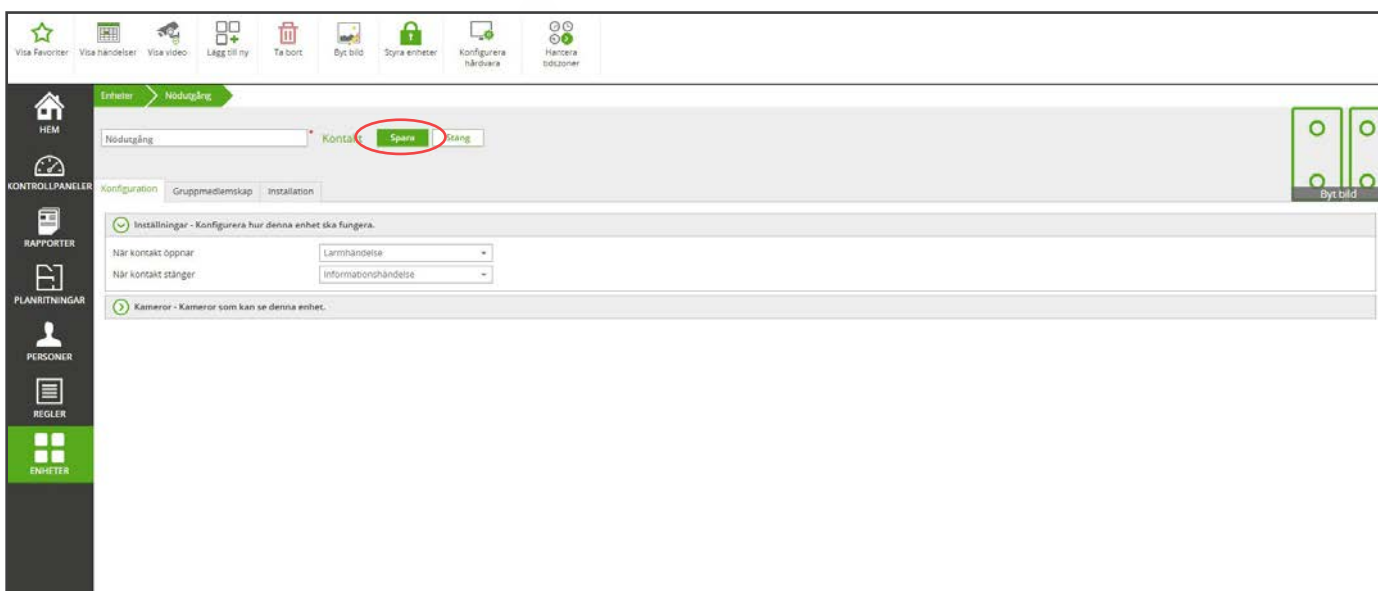 Visa Favoriter
Visa händelser
Visa video
Lägg till ny
Ta bort
Byt bild
Styra enheter
Konfigurera
hårdvara
Hantera
tidszoner
HEM
KONTROLLPANELER
RAPPORTER
PLANRITNINGAR
PERSONER
REGLER
ENHETER
Enheter
Nödutgång
Nödutgång
* Kontakt
Spara
Stäng
Byt bild
Konfiguration
Gruppmedlemskap
Installation
Inställningar - Konfigurera hur denna enhet ska fungera.
När kontakt öppnar
Larmhändelse
När kontakt stänger
Informationshändelse
Kameror - Kameror som kan se denna enhet.